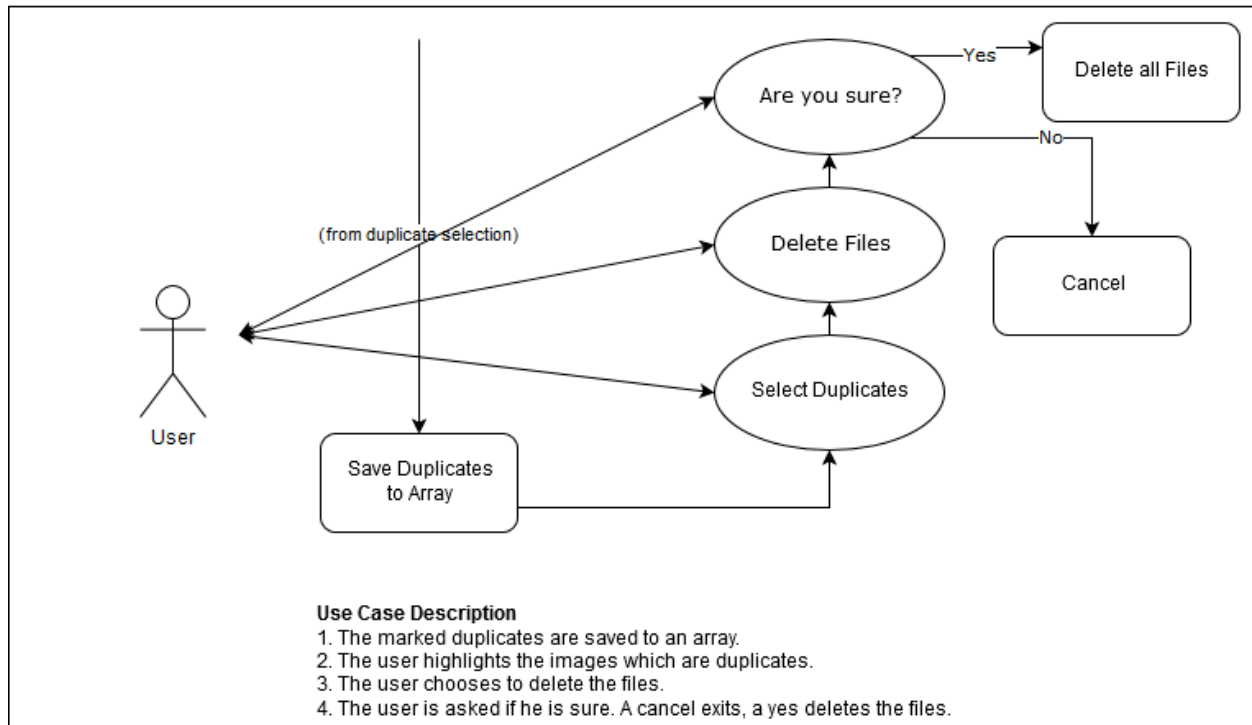 Are you sure?
Yes
Delete all Files
No
(from duplicate selection)
Delete Files
Cancel
Select Duplicates
User
Save Duplicates
to Array
Use Case Description
1. The marked duplicates are saved to an array.
2. The user highlights the images which are duplicates.
3. The user chooses to delete the files.
4. The user is asked if he is sure. A cancel exits, a yes deletes the files.